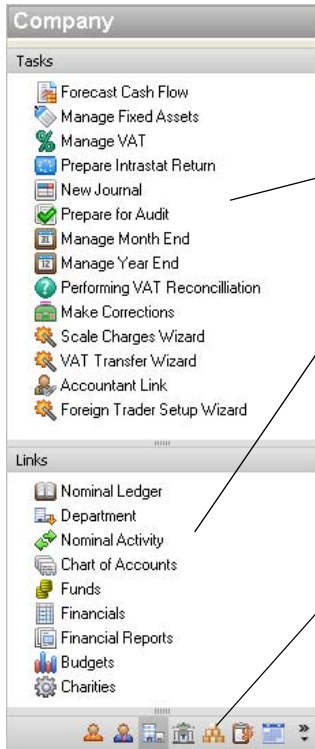 Company
Tasks
Forecast Cash Flow
Manage Fixed Assets
Manage VAT
Prepare Intrastat Return
New Journal
Prepare for Audit
Manage Month End
Manage Year End
Performing VAT Reconcilliation
Make Corrections
Scale Charges Wizard
VAT Transfer Wizard
Accountant Link
Foreign Trader Setup Wizard
Links
Nominal Ledger
Department
Nominal Activity
Chart of Accounts
Funds
Financials
Financial Reports
Budgets
Charities